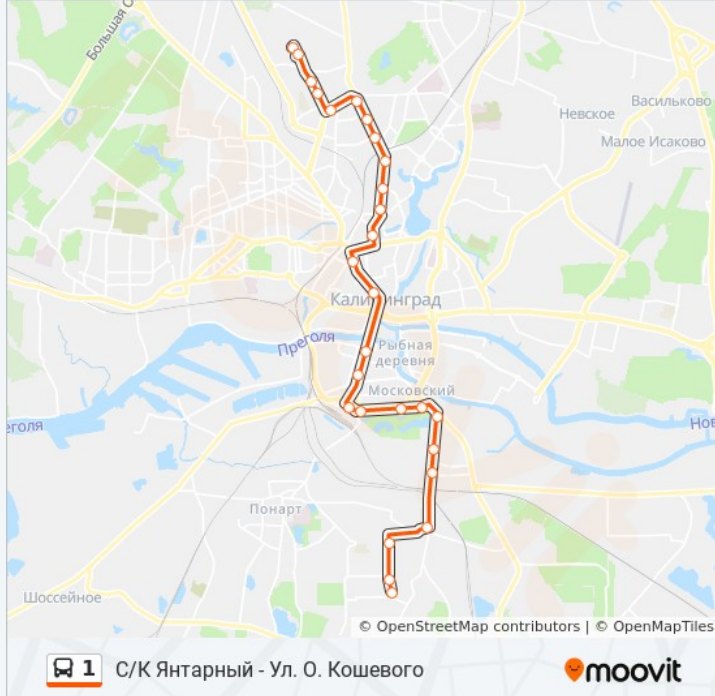 Большая О
Васильково
Невское
Малое Исаково
Калининград
Преголя
Рыбная
деревня
Московский
еголя
Нов
Понарт
Шоссейное
© OpenStreetMap contributors | © OpenMapTiles
1 С/К Янтарный - Ул. О. Кошевого
moovit